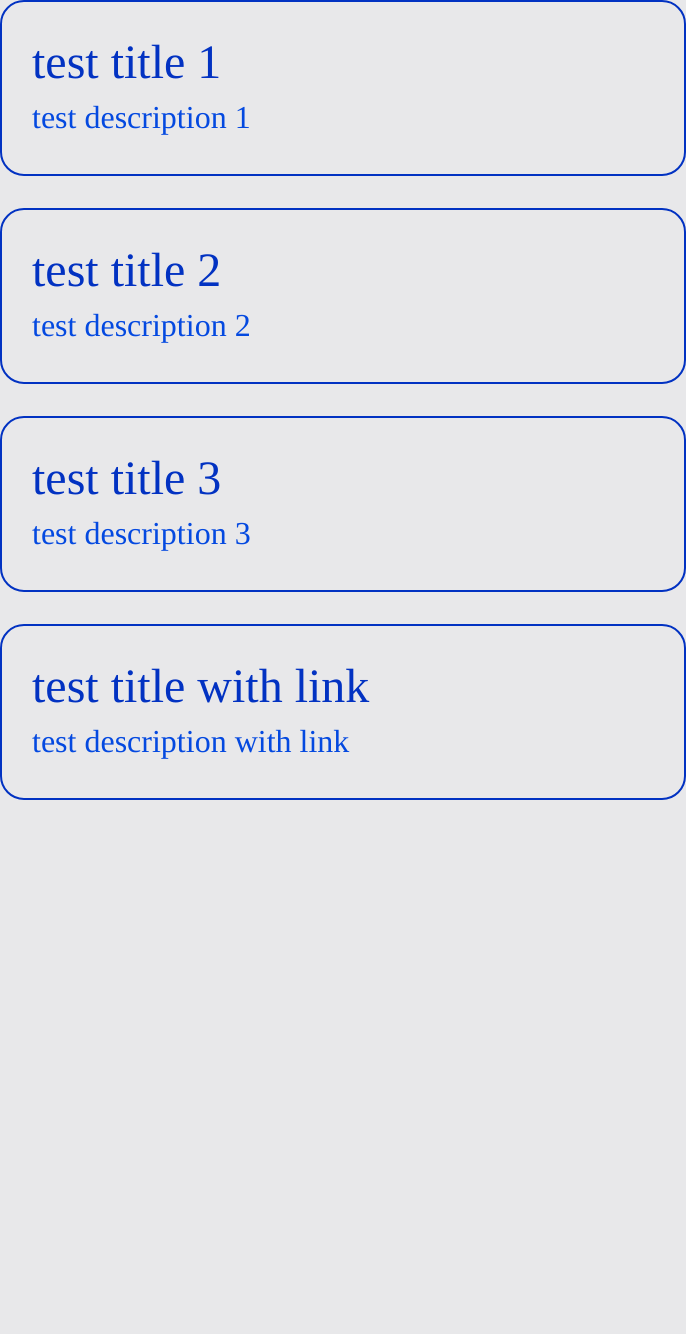 test title 1
test description 1
test title 2
test description 2
test title 3
test description 3
test title with link
test description with link